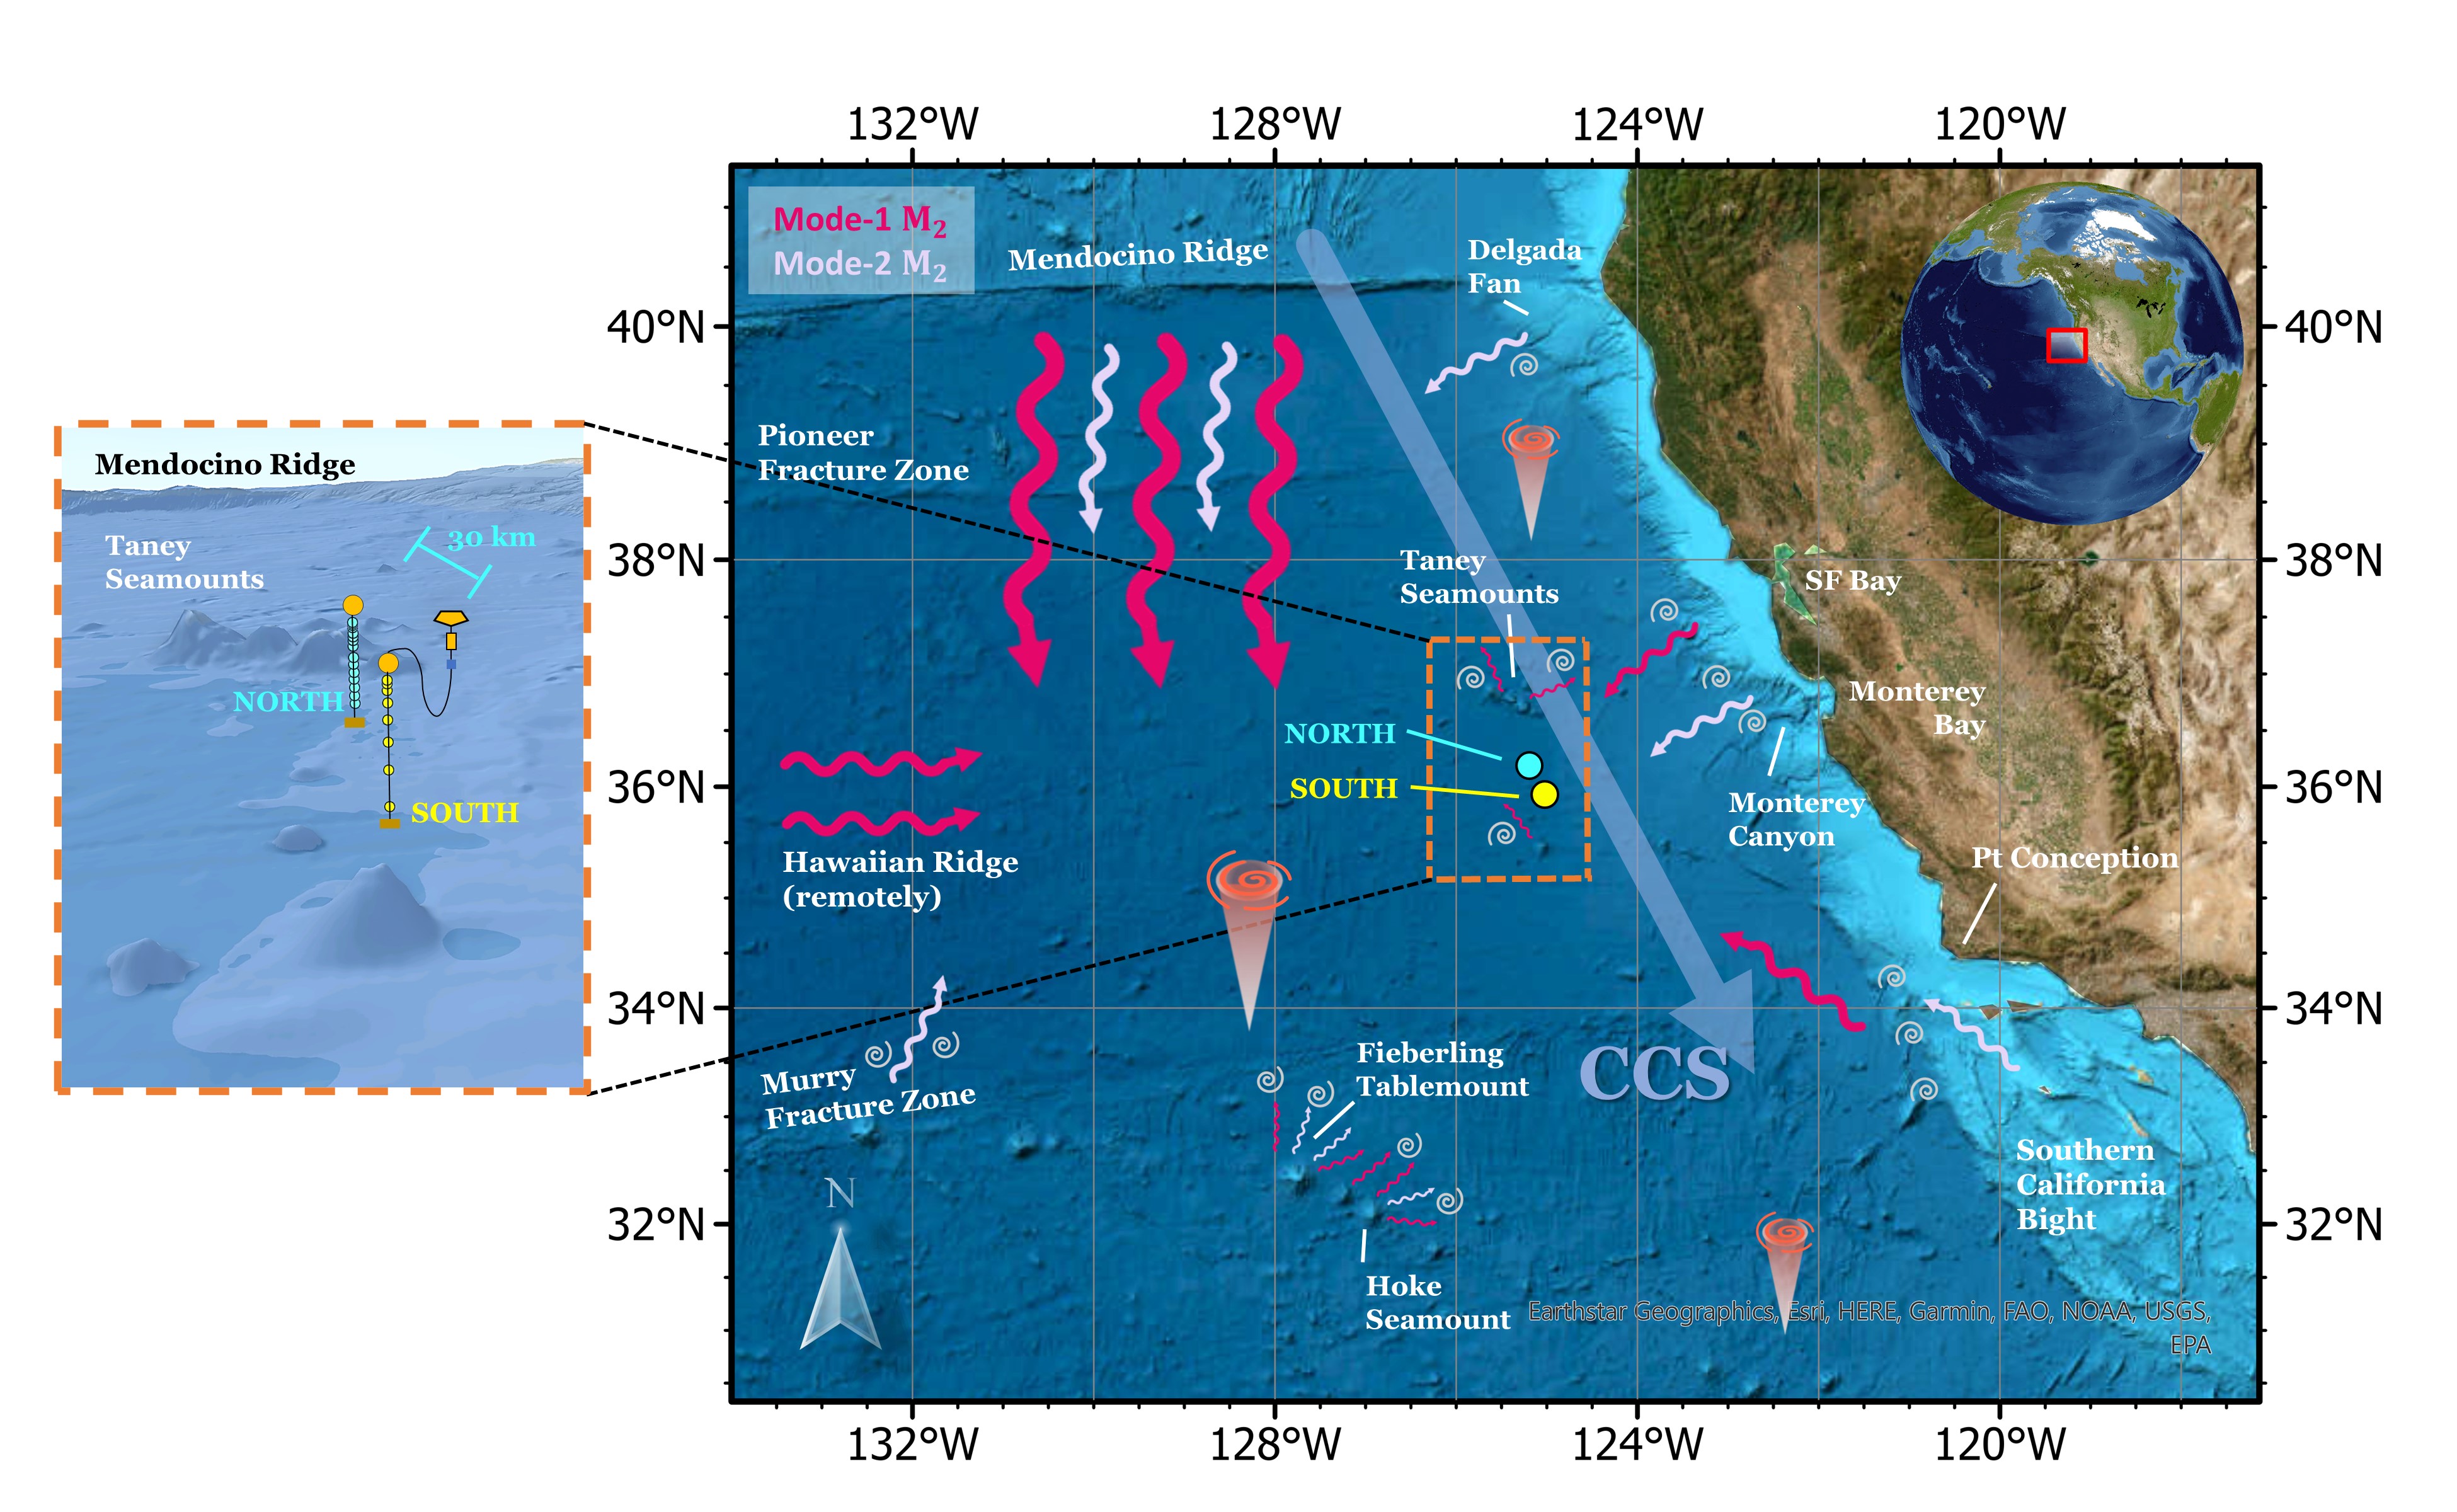 132°W
128°W
124°W
120°W
Mode-1 M₂
Mode-2 M₂
Mendocino Ridge
Delgada
Fan
40°N
40°N
Pioneer
Fracture Zone
Mendocino Ridge
Taney
Seamounts
30 km
NORTH
SOUTH
38°N
38°N
Taney
Seamounts
SF Bay
Monterey
Bay
NORTH
SOUTH
36°N
36°N
Monterey
Canyon
Hawaiian Ridge
(remotely)
Pt Conception
34°N
34°N
Murry
Fracture Zone
Fieberling
Tablemount
CCS
Southern
California
Bight
N
32°N
32°N
Hoke
Seamount
Earthstar Geographics, Esri, HERE, Garmin, FAO, NOAA, USGS,
EPA
132°W
128°W
124°W
120°W